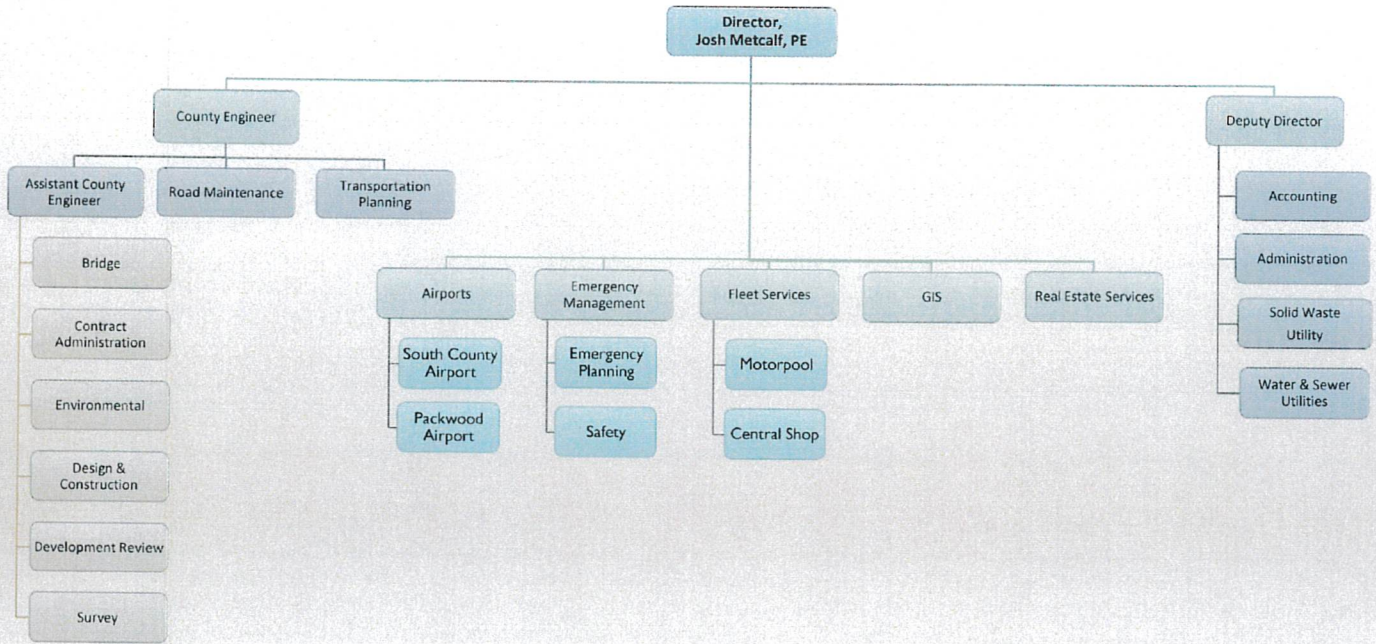 Director,
Josh Metcalf, PE
County Engineer
Deputy Director
Assistant County
Engineer
Road Maintenance
Transportation
Planning
Accounting
Administration
Solid Waste
Utility
Water & Sewer
Utilities
Bridge
Contract
Administration
Environmental
Design &
Construction
Development Review
Survey
Airports
Emergency
Management
Fleet Services
GIS
Real Estate Services
South County
Airport
Packwood
Airport
Emergency
Planning
Safety
Motorpool
Central Shop